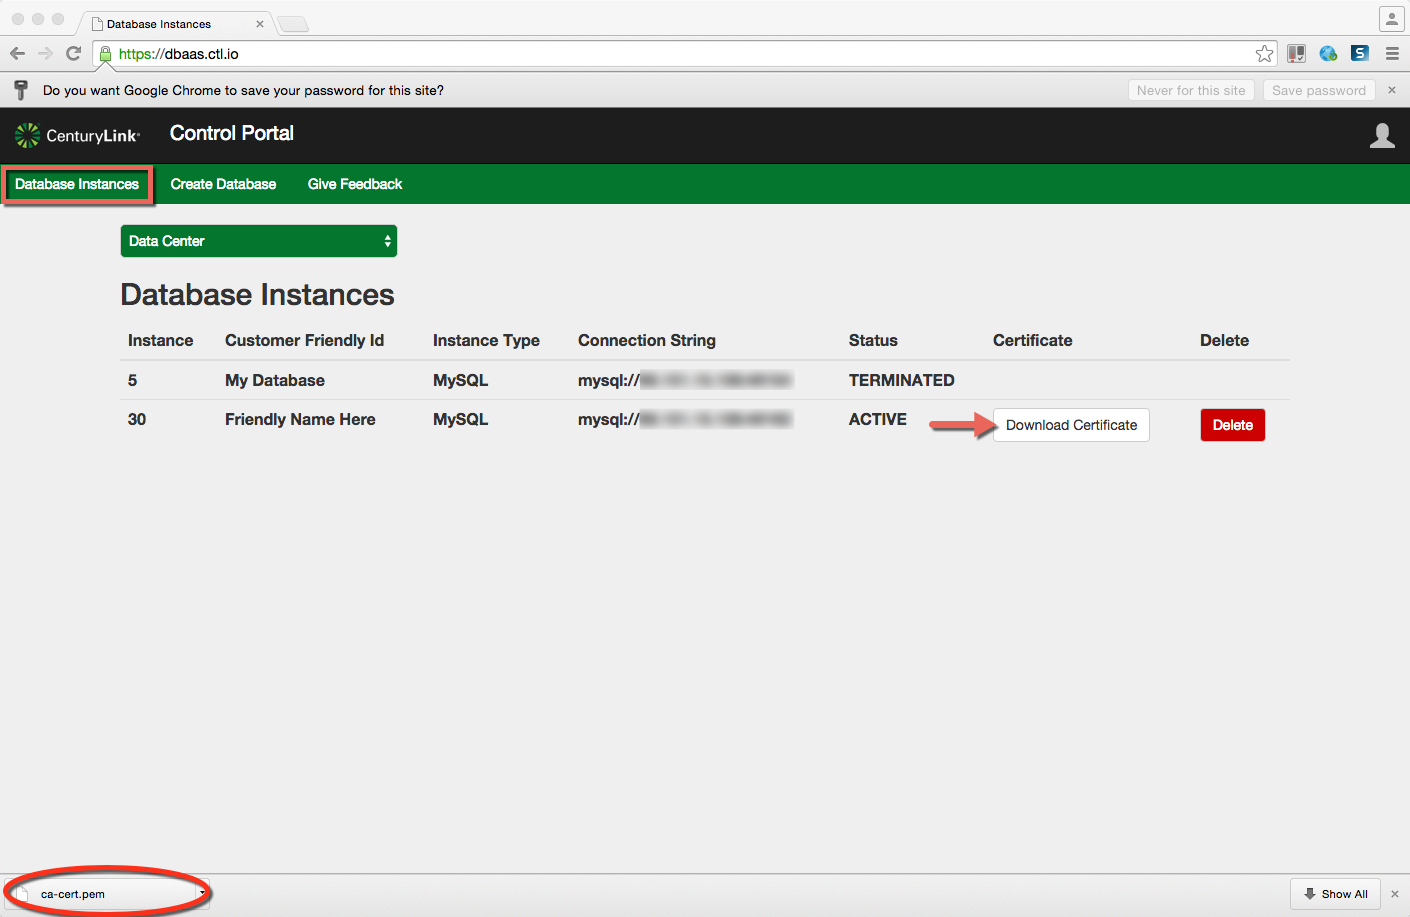 Database Instances
https://dbaas.ctl.io
Do you want Google Chrome to save your password for this site?
Never for this site
Save password
CenturyLink
Control Portal
Database Instances
Create Database
Give Feedback
Data Center
Database Instances
Instance Customer Friendly Id Instance Type Connection String Status Certificate Delete
5 My Database MySQL mysql:// TERMINATED
30 Friendly Name Here MySQL mysql:// ACTIVE Download Certificate Delete
ca-cert.pem
Show All